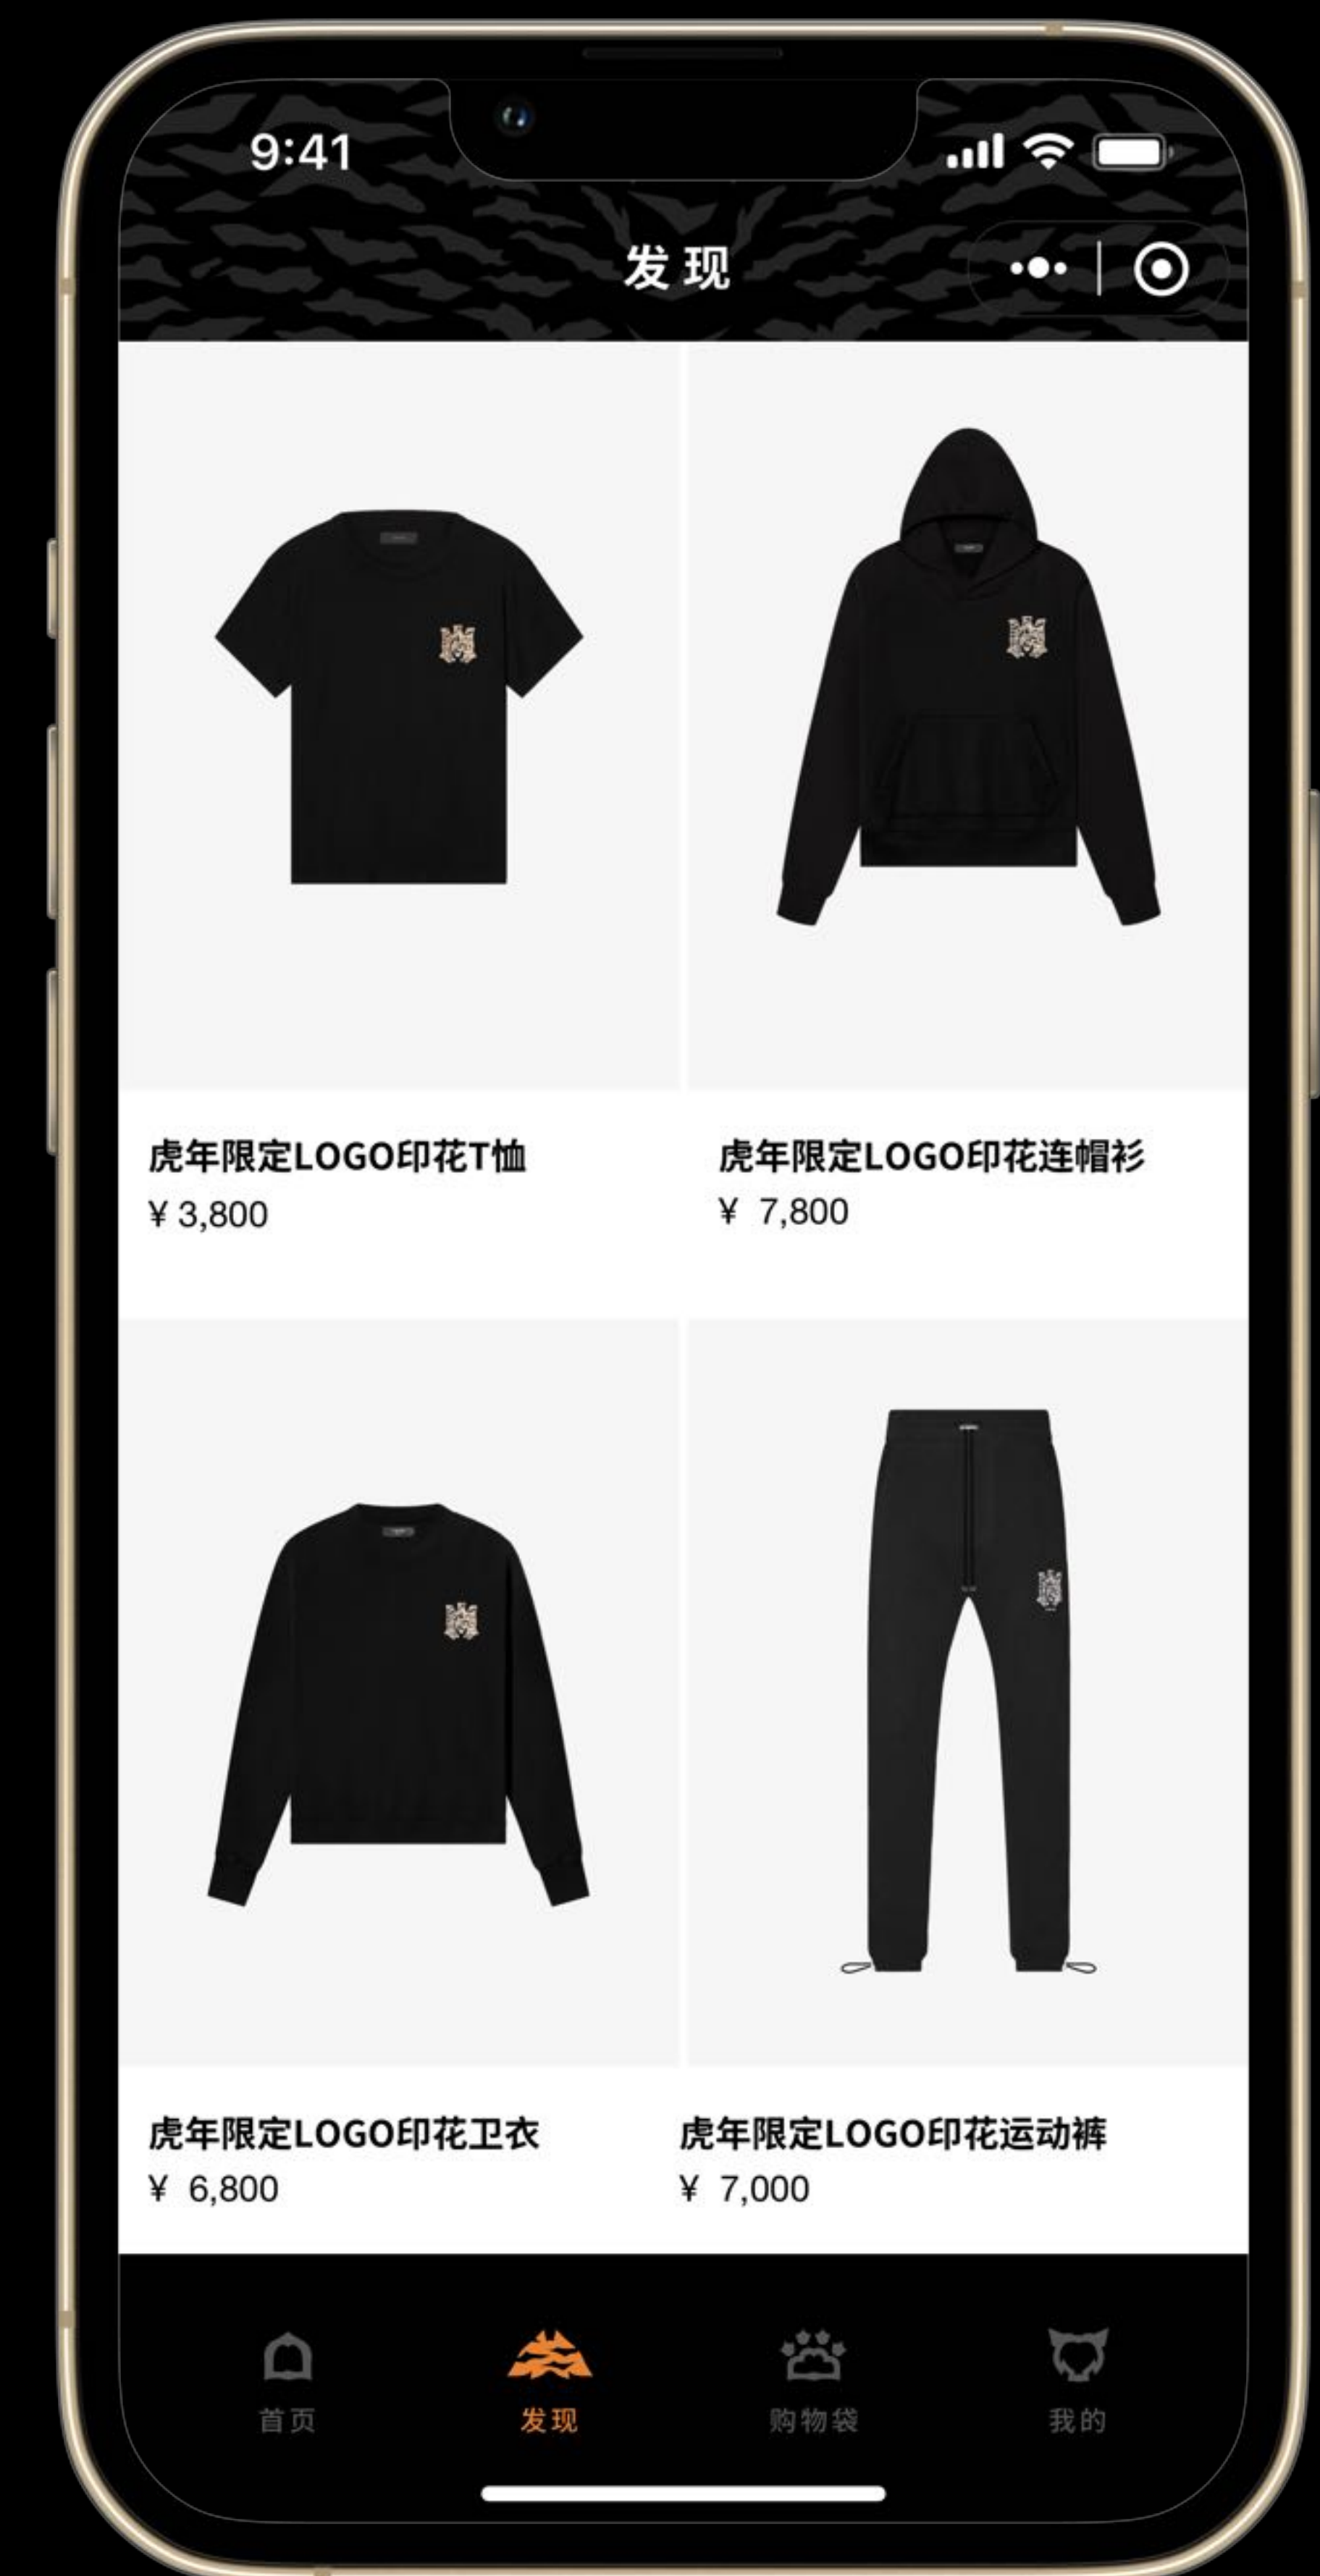 9:41
发现
虎年限定LOGO印花T恤
¥ 3,800
虎年限定LOGO印花连帽衫
¥ 7,800
虎年限定LOGO印花卫衣
¥ 6,800
虎年限定LOGO印花运动裤
¥ 7,000
首页
发现
购物袋
我的